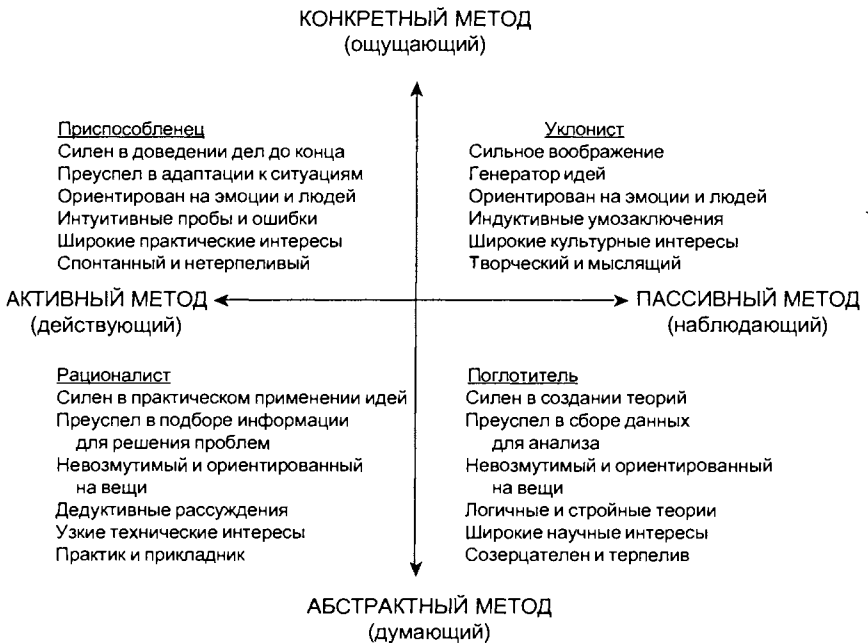 КОНКРЕТНЫЙ МЕТОД
(ощущающий)
Приспособленец
Силен в доведении дел до конца
Преуспел в адаптации к ситуациям
Ориентирован на эмоции и людей
Интуитивные пробы и ошибки
Широкие практические интересы
Спонтанный и нетерпеливый
Уклонист
Сильное воображение
Генератор идей
Ориентирован на эмоции и людей
Индуктивные умозаключения
Широкие культурные интересы
Творческий и мыслящий
АКТИВНЫЙ МЕТОД
(действующий)
ПАССИВНЫЙ МЕТОД
(наблюдающий)
Рационалист
Силен в практическом применении идей
Преуспел в подборе информации
для решения проблем
Невозмутимый и ориентированный
на вещи
Дедуктивные рассуждения
Узкие технические интересы
Практик и прикладник
Поглотитель
Силен в создании теорий
Преуспел в сборе данных
для анализа
Невозмутимый и ориентированный
на вещи
Логичные и стройные теории
Широкие научные интересы
Созерцателен и терпелив
АБСТРАКТНЫЙ МЕТОД
(думающий)